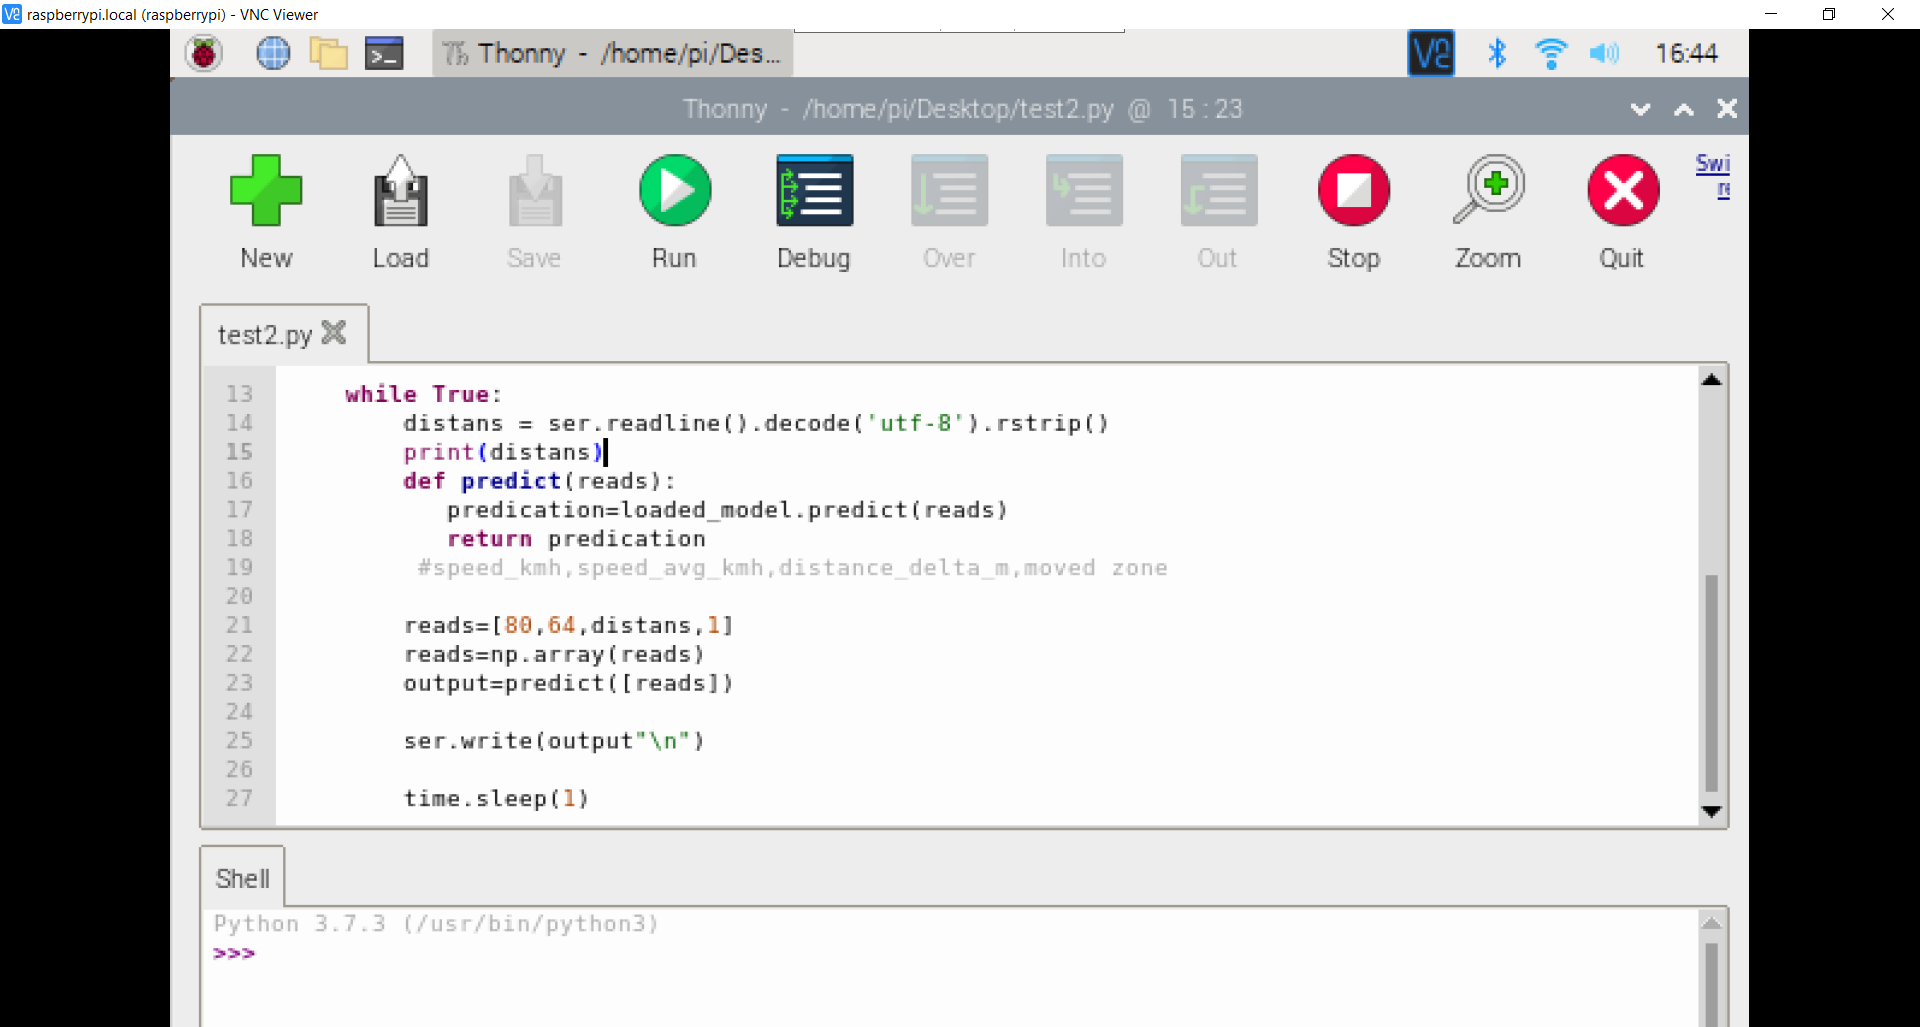 raspberrypi.local (raspberrypi) - VNC Viewer
Thonny - /home/pi/Des...
16:44
Thonny - /home/pi/Desktop/test2.py @ 15 : 23
New Load Save Run Debug Over Into Out Stop Zoom Quit
Swi
test2.py
13 while True:
14 distans = ser.readline().decode('utf-8').rstrip()
15 print(distans)
16 def predict(reads):
17 predication=loaded_model.predict(reads)
18 return predication
19 #speed_kmh,speed_avg_kmh,distance_delta_m,moved zone
20
21 reads=[80,64,distans,1]
22 reads=np.array(reads)
23 output=predict([reads])
24
25 ser.write(output"\n")
26
27 time.sleep(1)
Shell
Python 3.7.3 (/usr/bin/python3)
>>>